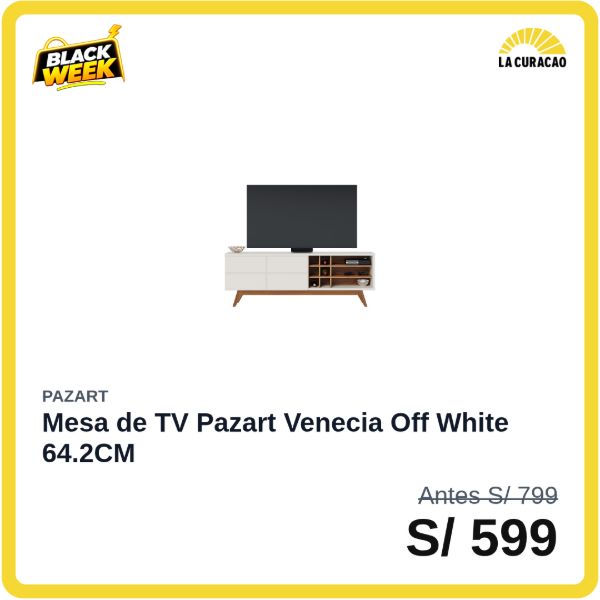 BLACK
WEEK
LA CURACAO
PAZART
Mesa de TV Pazart Venecia Off White
64.2CM
Antes S/ 799
S/ 599